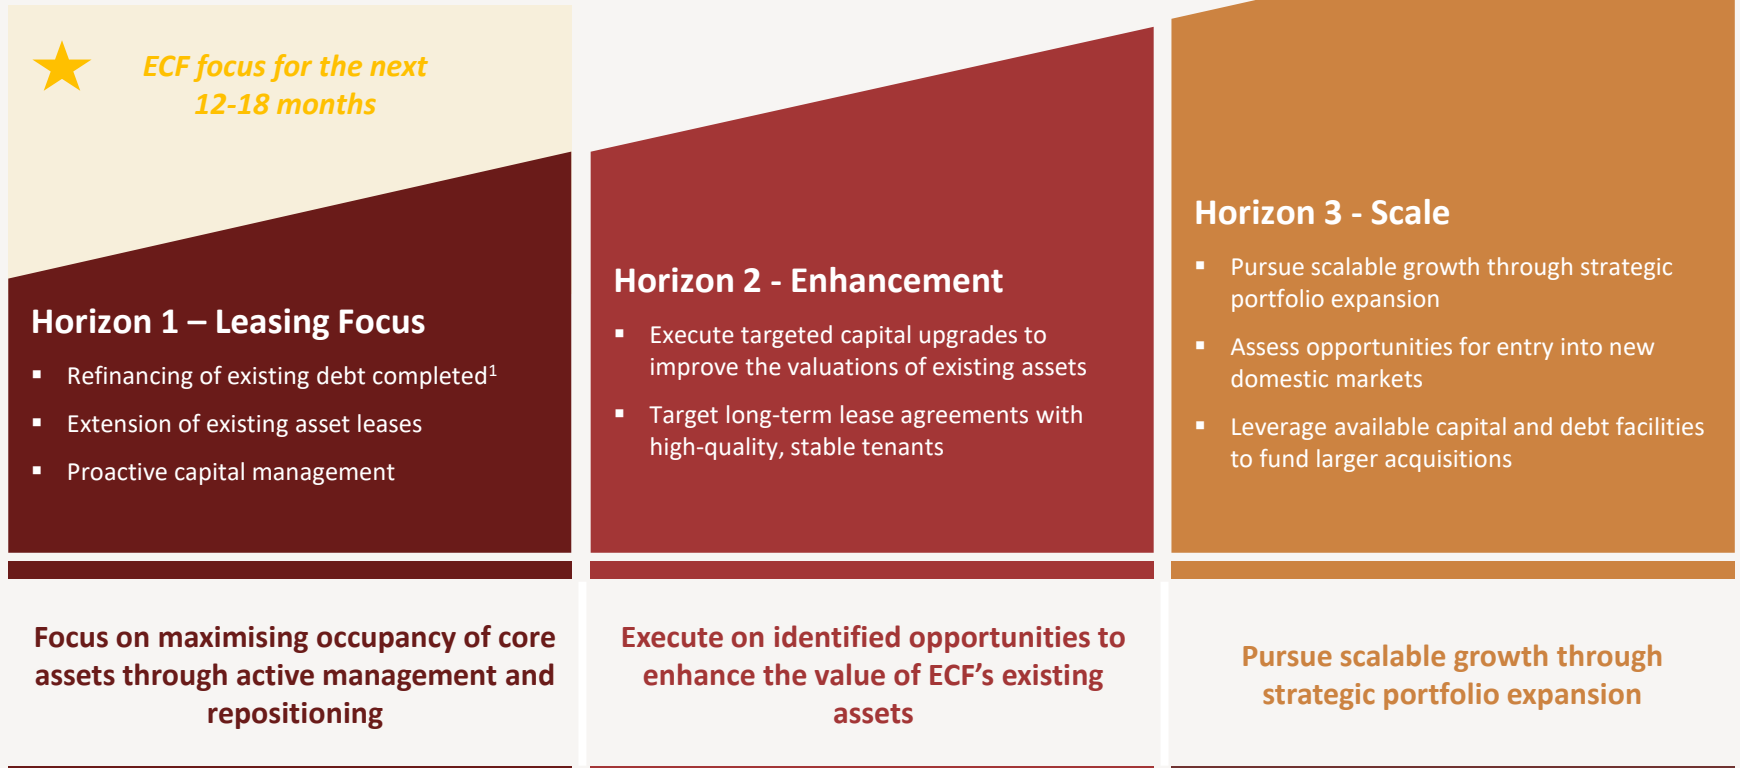 ECF focus for the next
12-18 months
Horizon 1 – Leasing Focus
▪ Refinancing of existing debt completed¹
▪ Extension of existing asset leases
▪ Proactive capital management
Focus on maximising occupancy of core
assets through active management and
repositioning
Horizon 2 - Enhancement
▪ Execute targeted capital upgrades to
improve the valuations of existing assets
▪ Target long-term lease agreements with
high-quality, stable tenants
Execute on identified opportunities to
enhance the value of ECF’s existing
assets
Horizon 3 - Scale
▪ Pursue scalable growth through strategic
portfolio expansion
▪ Assess opportunities for entry into new
domestic markets
▪ Leverage available capital and debt facilities
to fund larger acquisitions
Pursue scalable growth through
strategic portfolio expansion